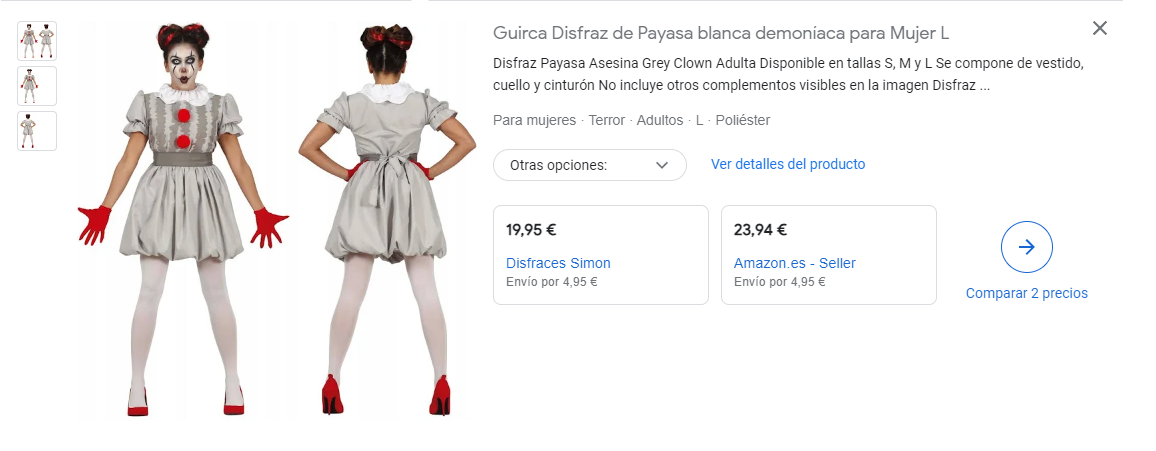 Guirca Disfraz de Payasa blanca demoníaca para Mujer L
Disfraz Payasa Asesina Grey Clown Adulta Disponible en tallas S, M y L Se compone de vestido,
cuello y cinturón No incluye otros complementos visibles en la imagen Disfraz ...
Para mujeres · Terror · Adultos · L · Poliéster
Otras opciones:
Ver detalles del producto
19,95 €
Disfraces Simon
Envío por 4,95 €
23,94 €
Amazon.es - Seller
Envío por 4,95 €
Comparar 2 precios